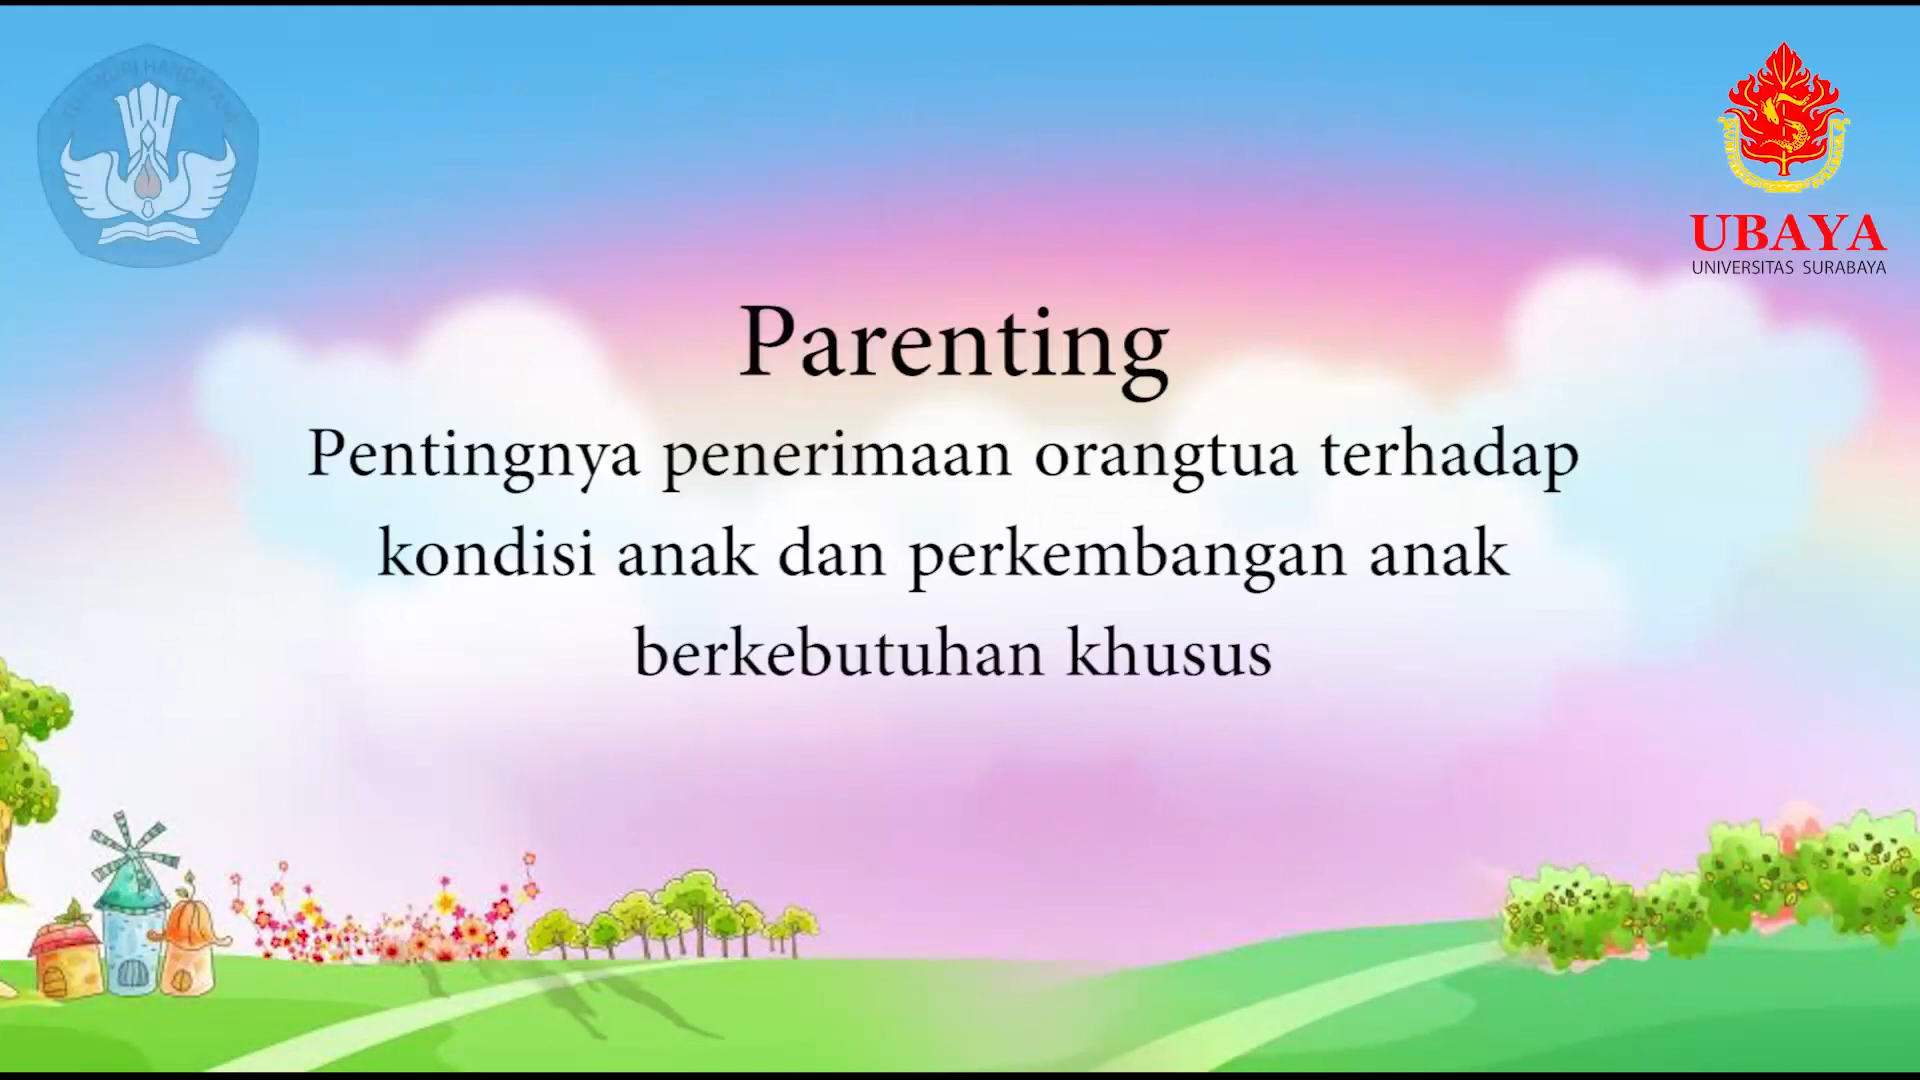 UBAYA
UNIVERSITAS SURABAYA
Parenting
Pentingnya penerimaan orangtua terhadap
kondisi anak dan perkembangan anak
berkebutuhan khusus